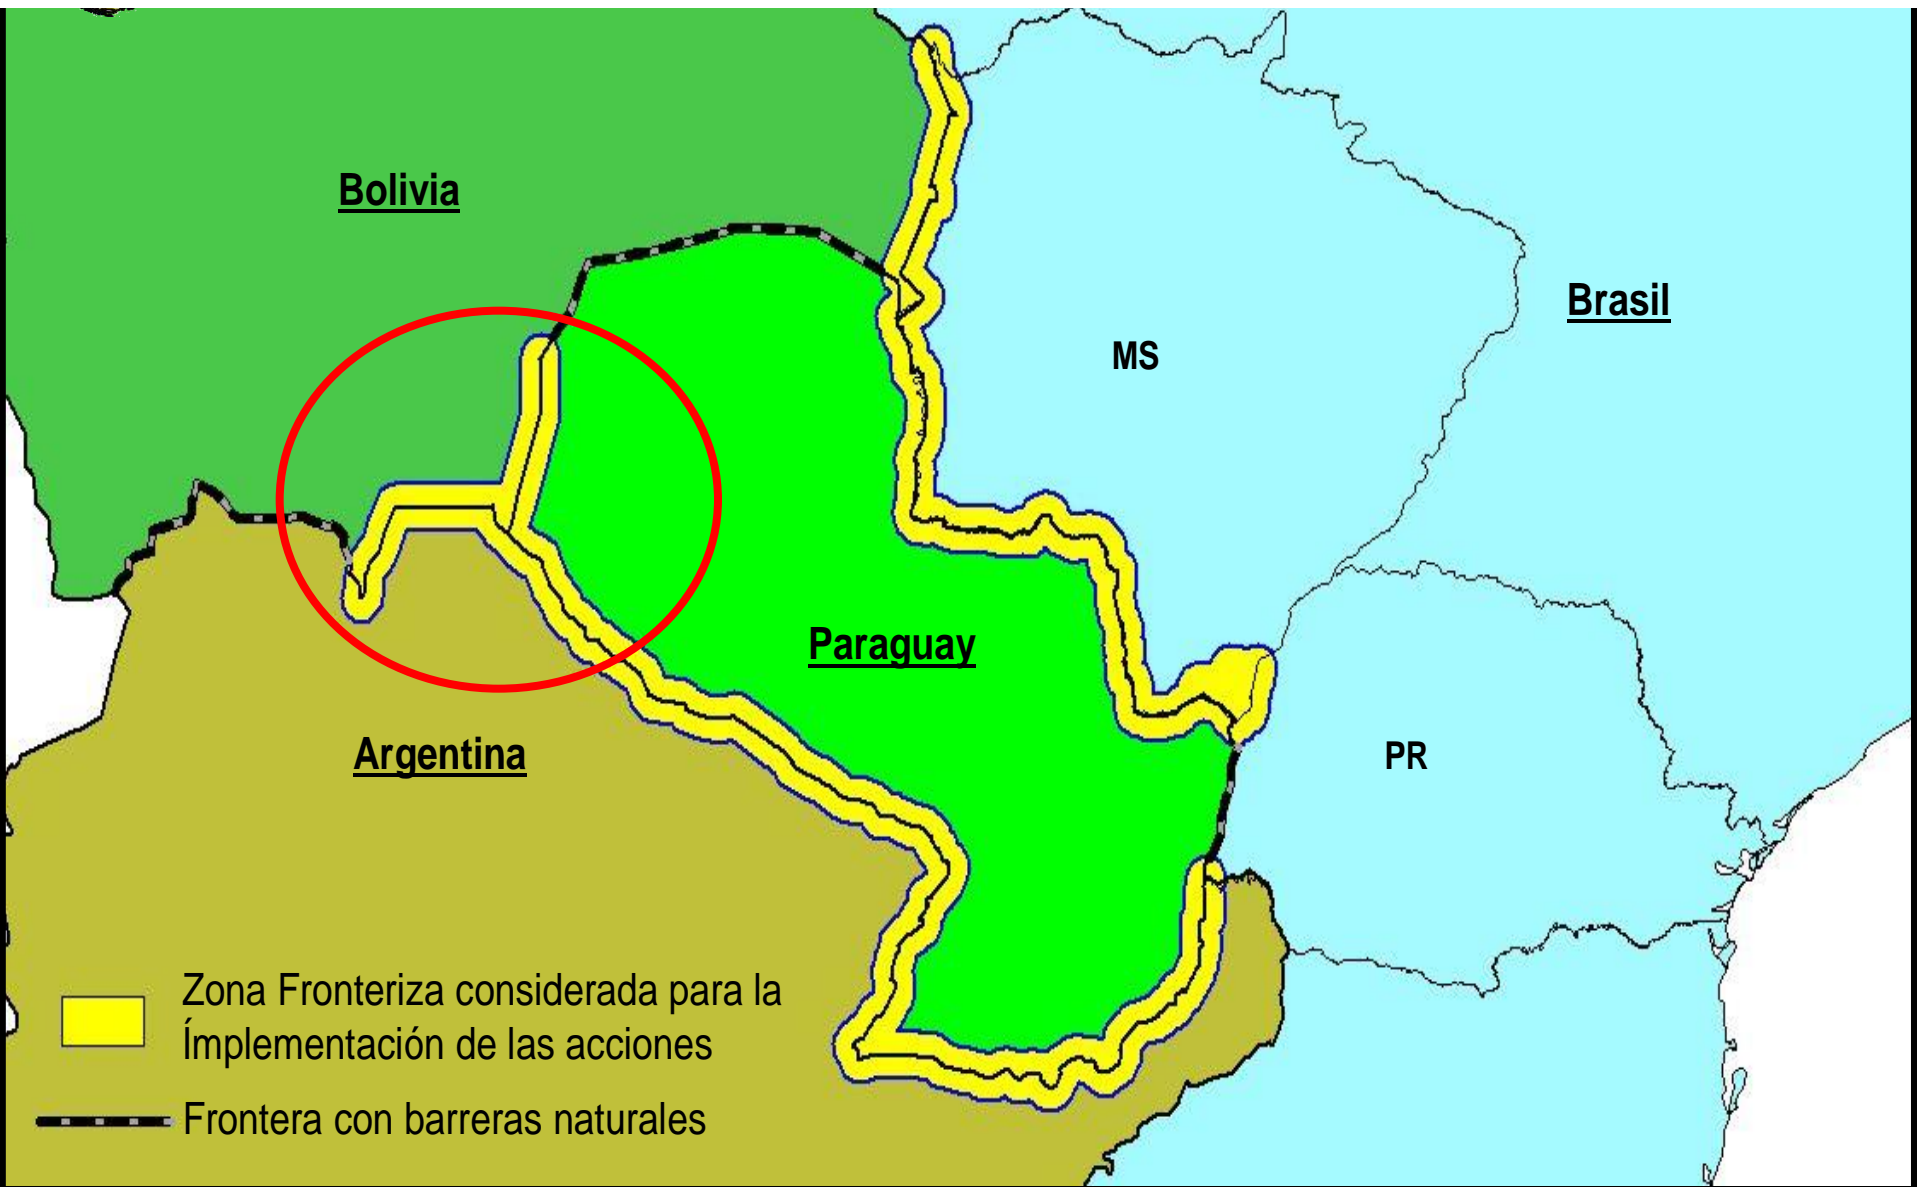 Bolivia
Brasil
MS
Paraguay
Argentina
PR
Zona Fronteriza considerada para la
Ímplementación de las acciones
Frontera con barreras naturales